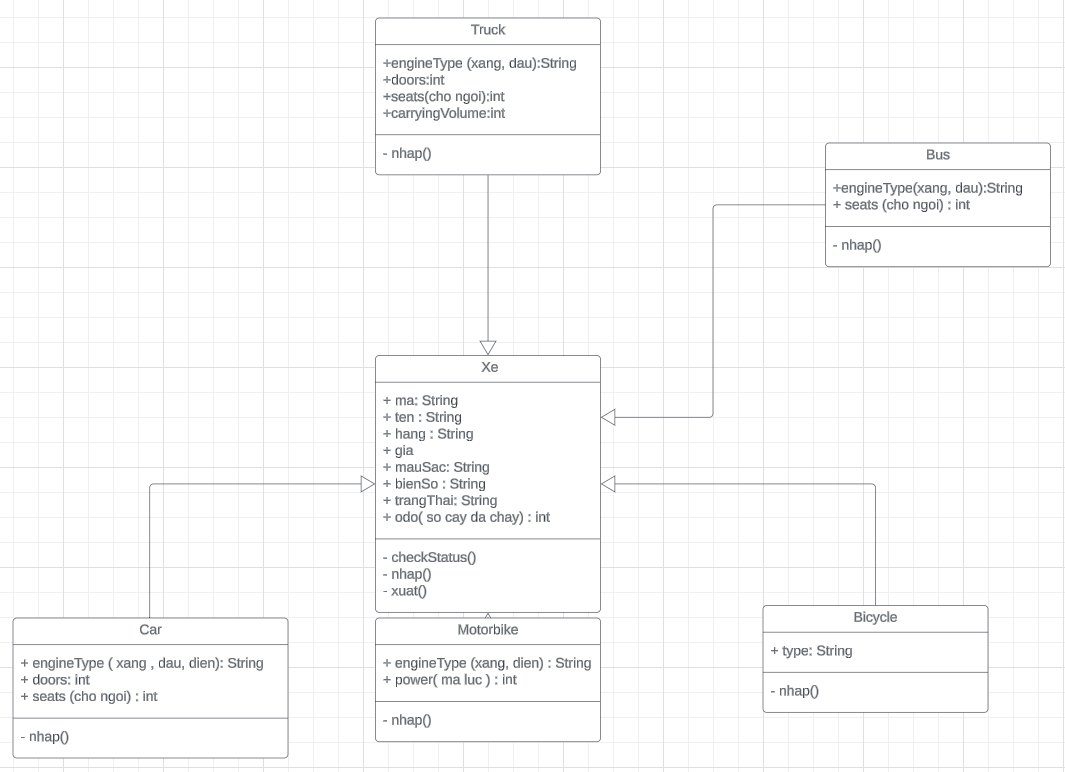 Truck
+engineType (xang, dau):String
+doors:int
+seats(cho ngoi):int
+carryingVolume:int
- nhap()
Bus
+engineType(xang, dau):String
+ seats (cho ngoi) : int
- nhap()
Xe
+ ma: String
+ ten : String
+ hang : String
+ gia
+ mauSac: String
+ bienSo : String
+ trangThai: String
+ odo( so cay da chay) : int
- checkStatus()
- nhap()
- xuat()
Car
+ engineType ( xang , dau, dien): String
+ doors: int
+ seats (cho ngoi) : int
- nhap()
Motorbike
+ engineType (xang, dien) : String
+ power( ma luc ) : int
- nhap()
Bicycle
+ type: String
- nhap()